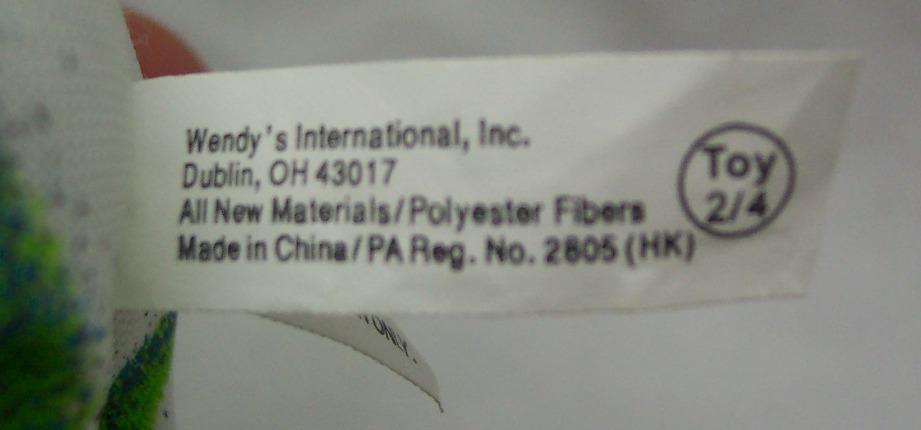 Wendy's International, Inc.
Dublin, OH 43017
All New Materials/Polyester Fibers
Made in China/PA Reg. No. 2805 (HK)
Toy
2/4
ONLY.